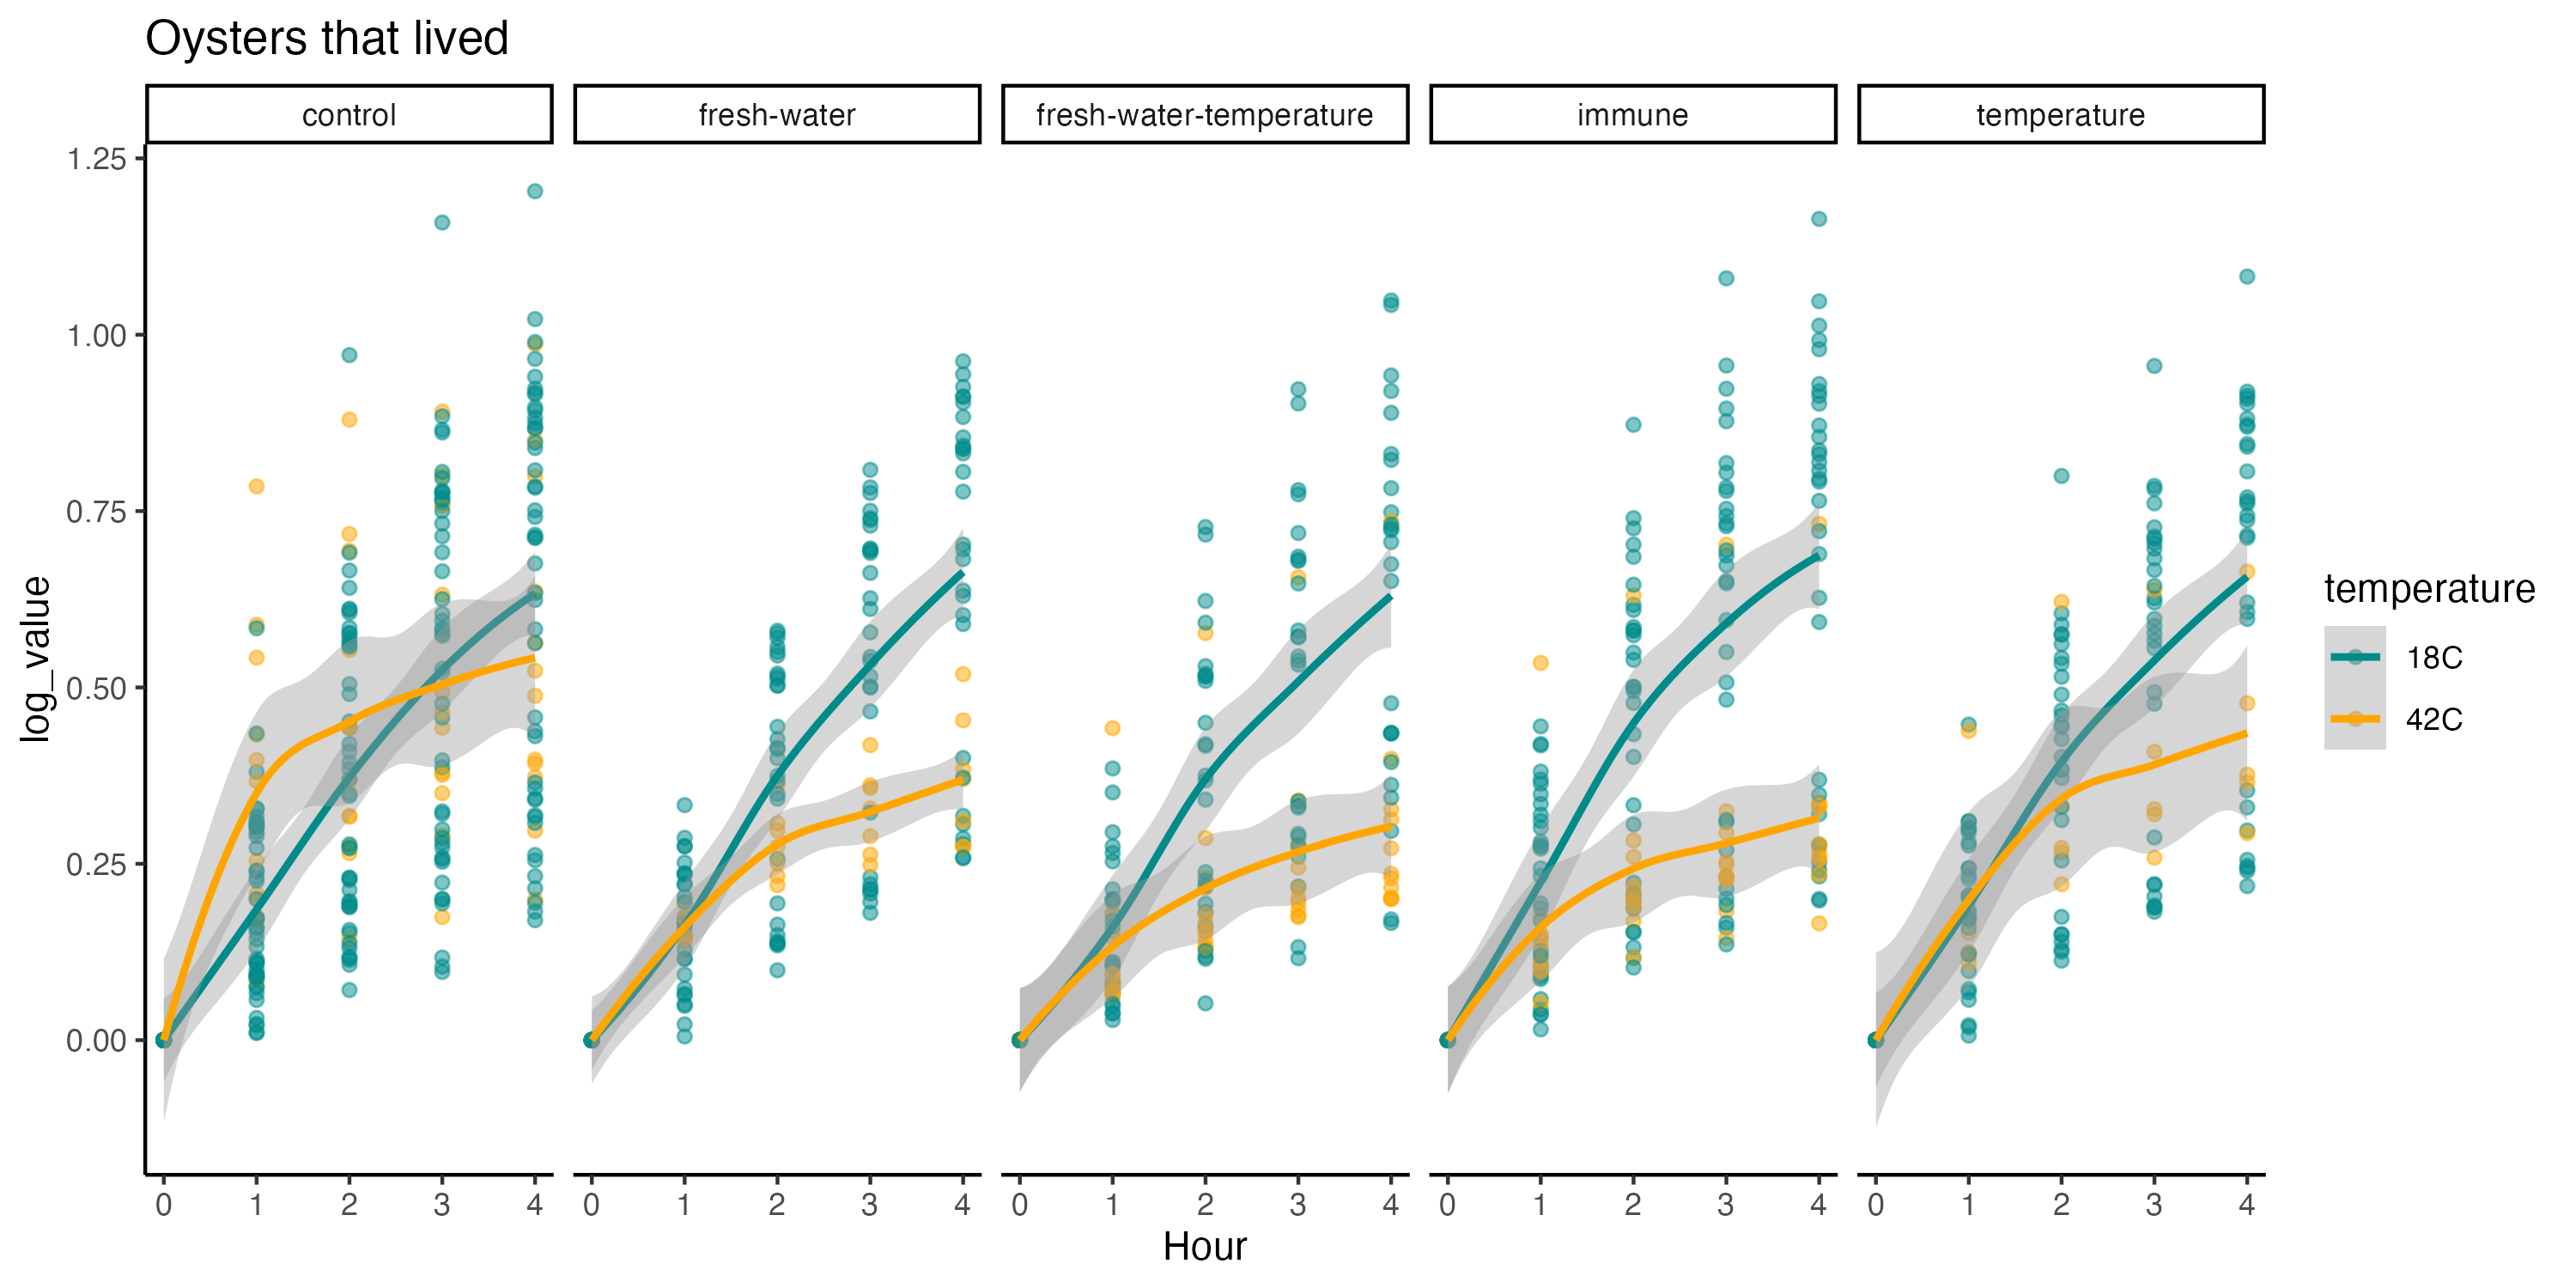 Oysters that lived
control fresh-water fresh-water-temperature immune temperature
1.25
1.00
0.75
0.50
0.25
0.00
log_value
0 1 2 3 4 0 1 2 3 4 0 1 2 3 4 0 1 2 3 4 0 1 2 3 4
Hour
temperature
18C
42C